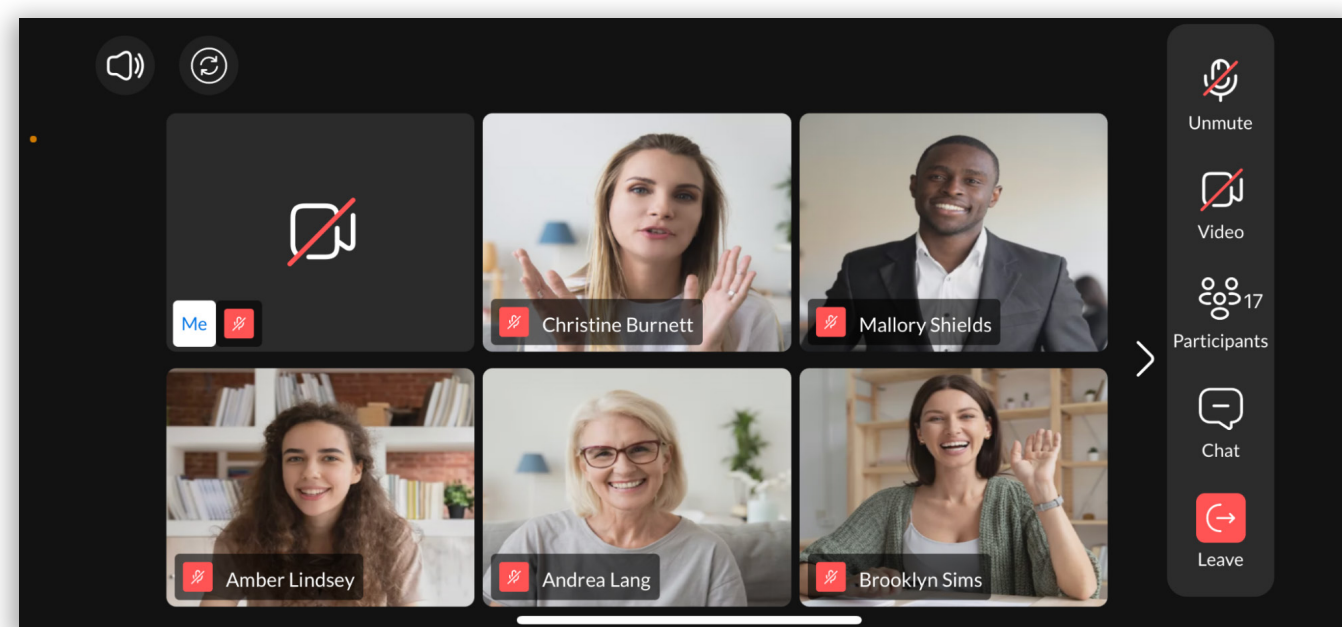 Me
Christine Burnett
Mallory Shields
Amber Lindsey
Andrea Lang
Brooklyn Sims
Unmute
Video
17
Participants
Chat
Leave